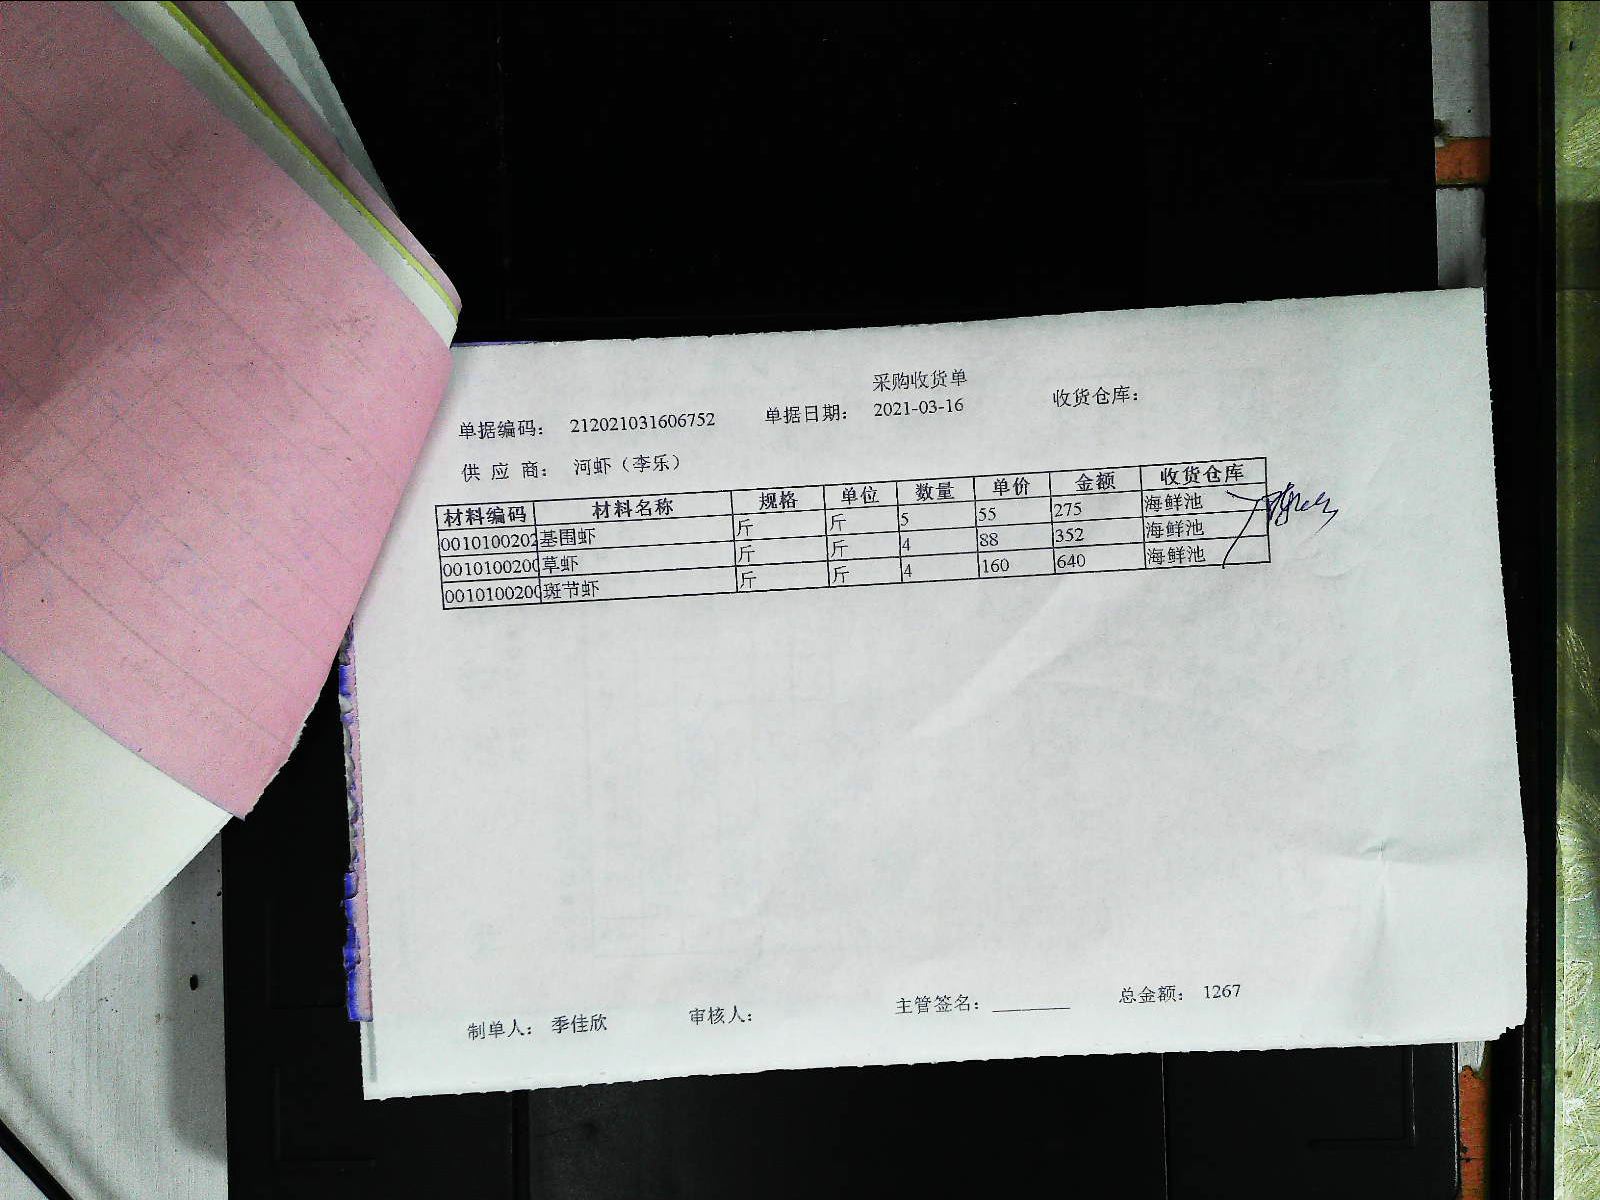 采购收货单
单据编码： 212021031606752 单据日期： 2021-03-16 收货仓库：
供 应 商： 河虾（李乐）
材料编码 材料名称 规格 单位 数量 单价 金额 收货仓库
0010100202 基围虾 斤 斤 5 55 275 海鲜池
001010020 草虾 斤 斤 4 88 352 海鲜池
001010020 斑节虾 斤 斤 4 160 640 海鲜池
制单人： 季佳欣 审核人： 主管签名：________ 总金额： 1267